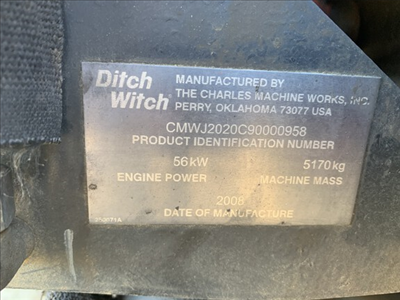 Ditch Witch
MANUFACTURED BY
THE CHARLES MACHINE WORKS, INC.
PERRY, OKLAHOMA 73077 USA
CMWJ2020C90000958
PRODUCT IDENTIFICATION NUMBER
56kW 5170kg
ENGINE POWER MACHINE MASS
2008
DATE OF MANUFACTURE